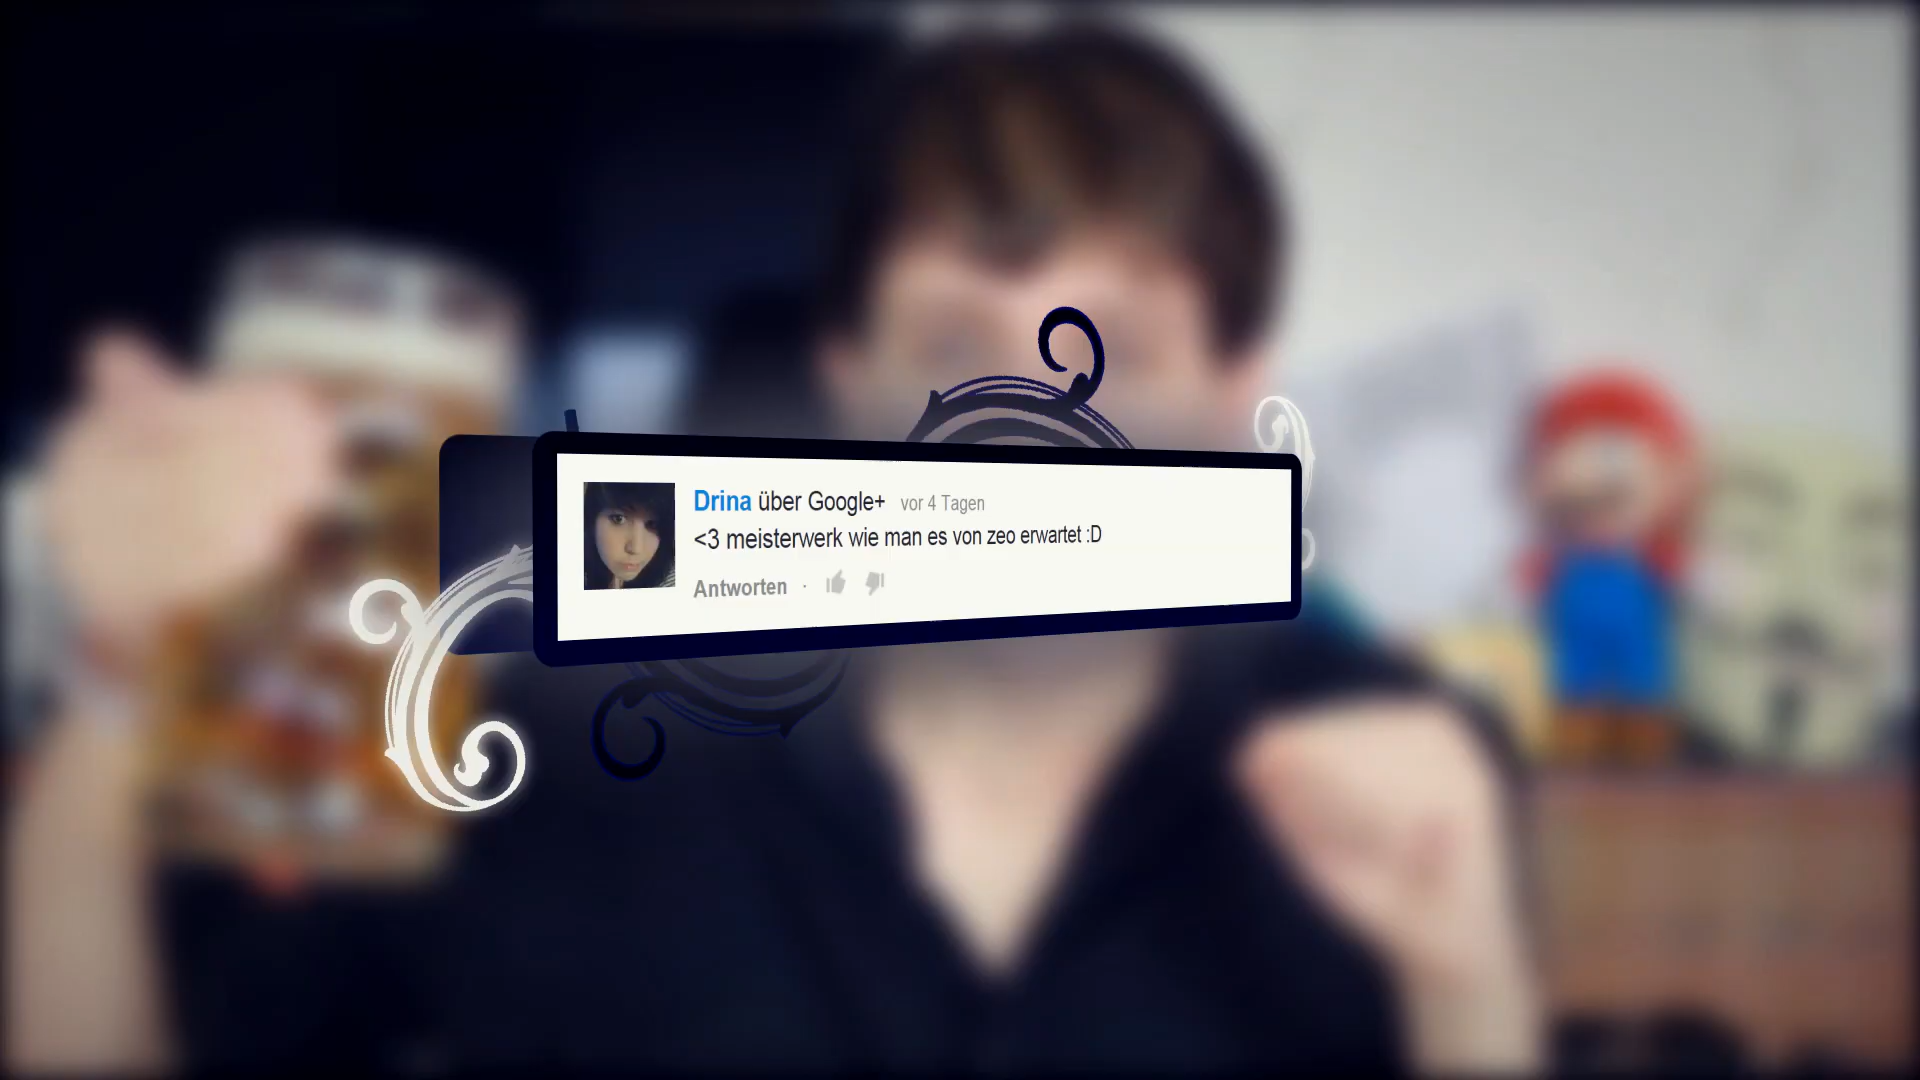 Drina über Google+ vor 4 Tagen
<3 meisterwerk wie man es von zeo erwartet :D
Antworten ·